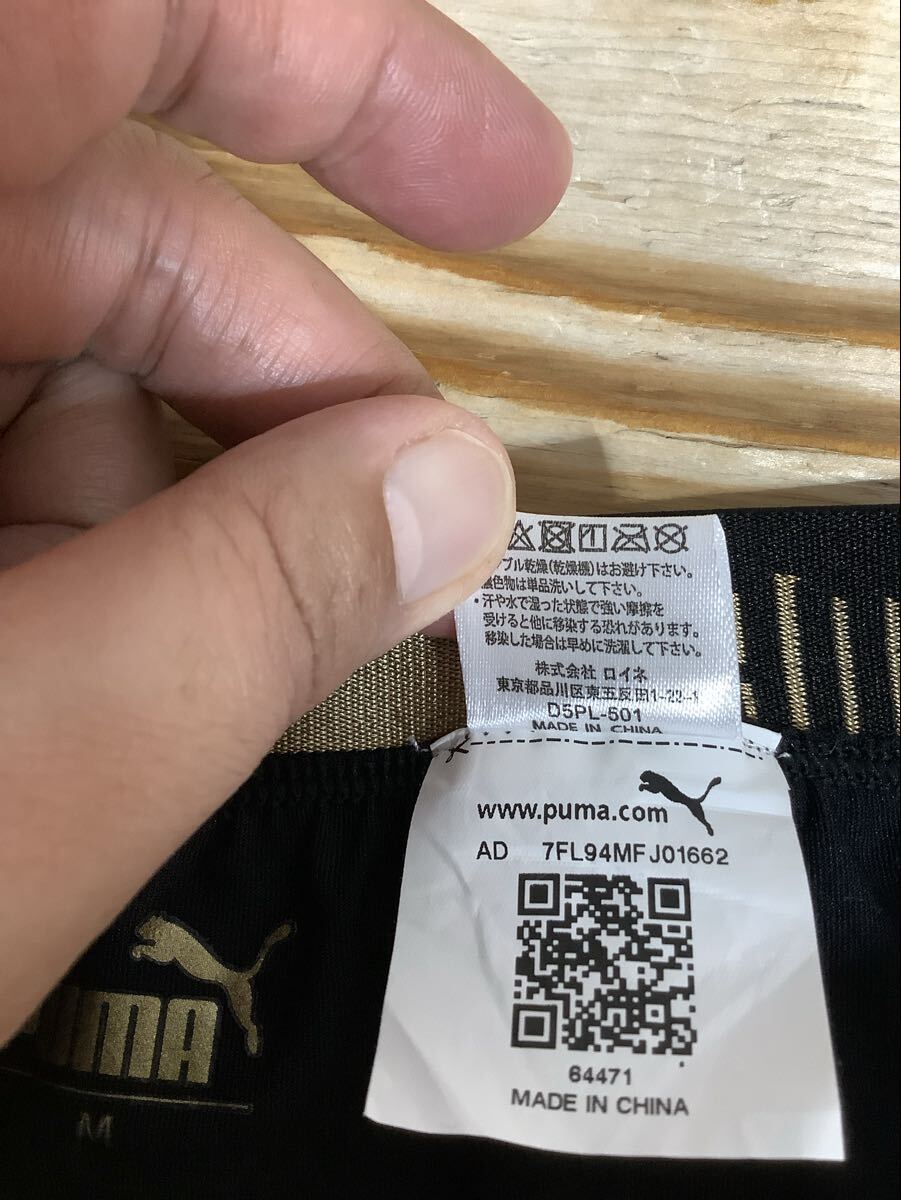 ブル乾燥(乾燥機)はお避け下さい。
色物は単品洗いして下さい。
・汗や水で湿った状態で強い摩擦を
受けると他に移染する恐れがあります。
移染した場合は早めに洗濯して下さい。
株式会社 ロイネ
東京都品川区東五反田1-22-1
D5PL-501
MADE IN CHINA
www.puma.com
AD 7FL94MFJ01662
64471
MADE IN CHINA
PUMA
M